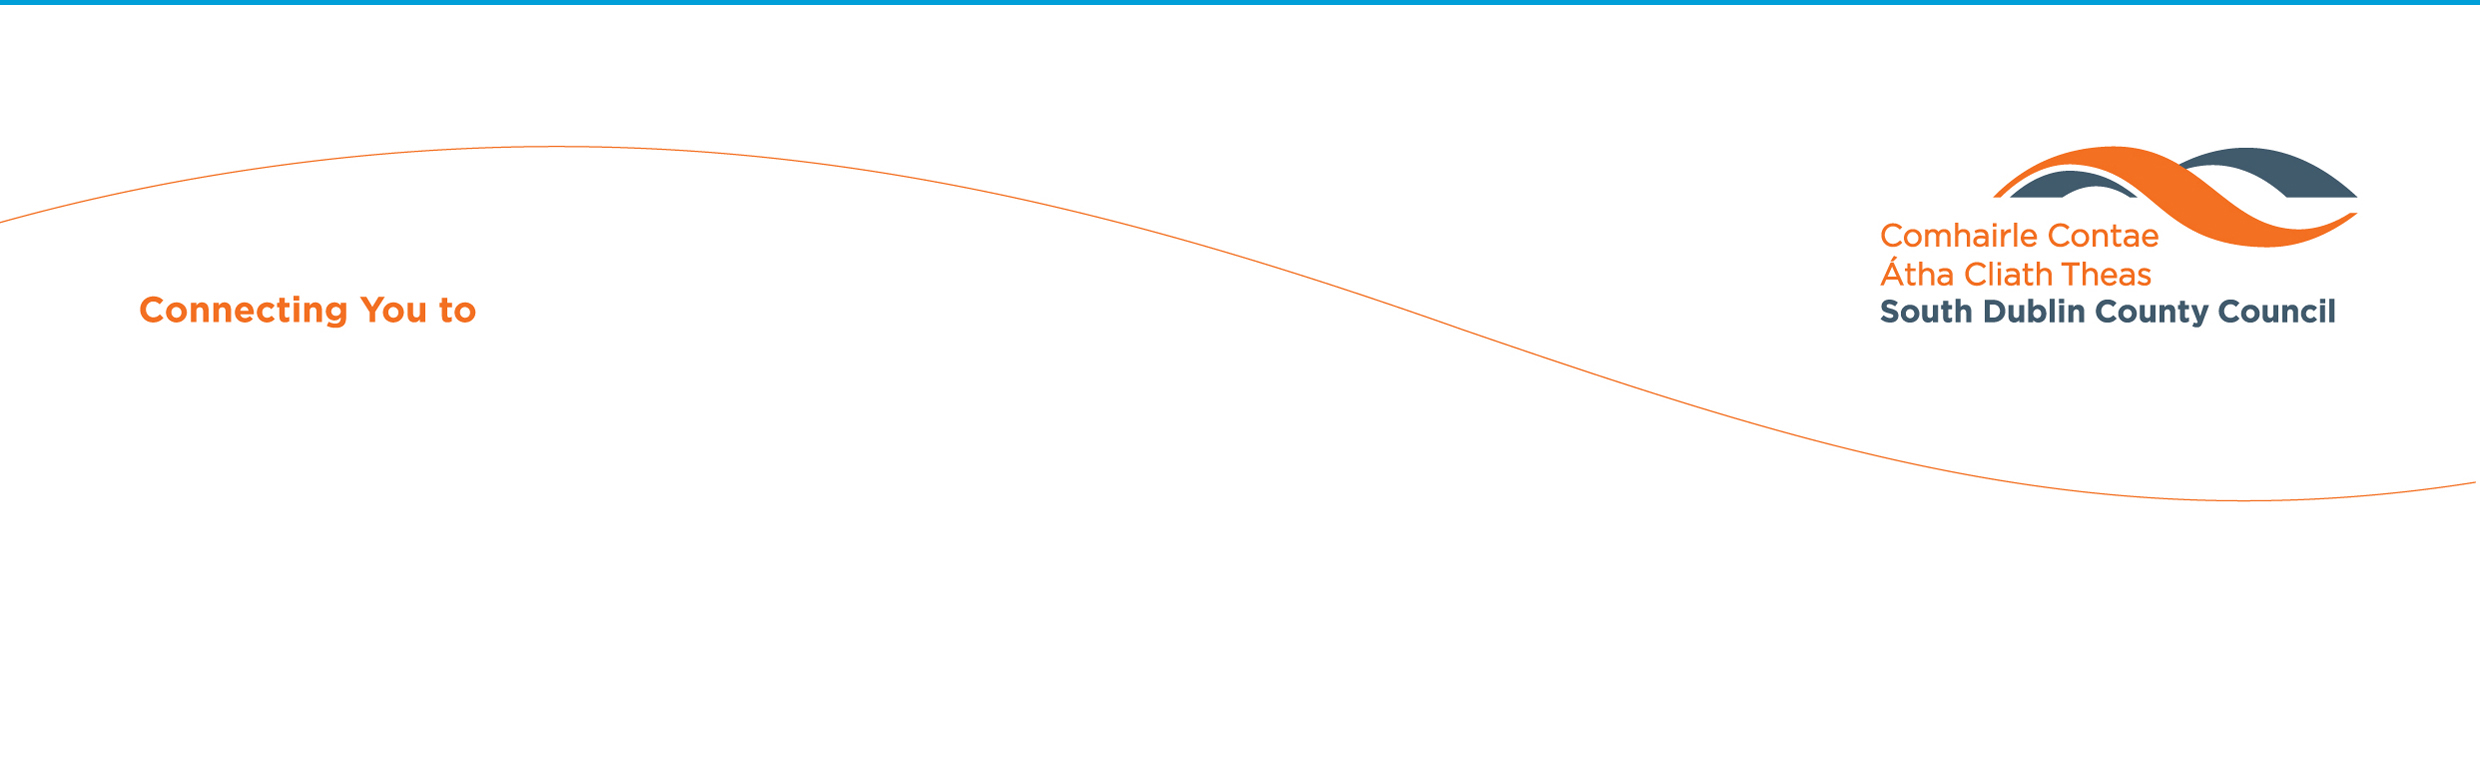 Connecting You to
Comhairle Contae
Átha Cliath Theas
South Dublin County Council